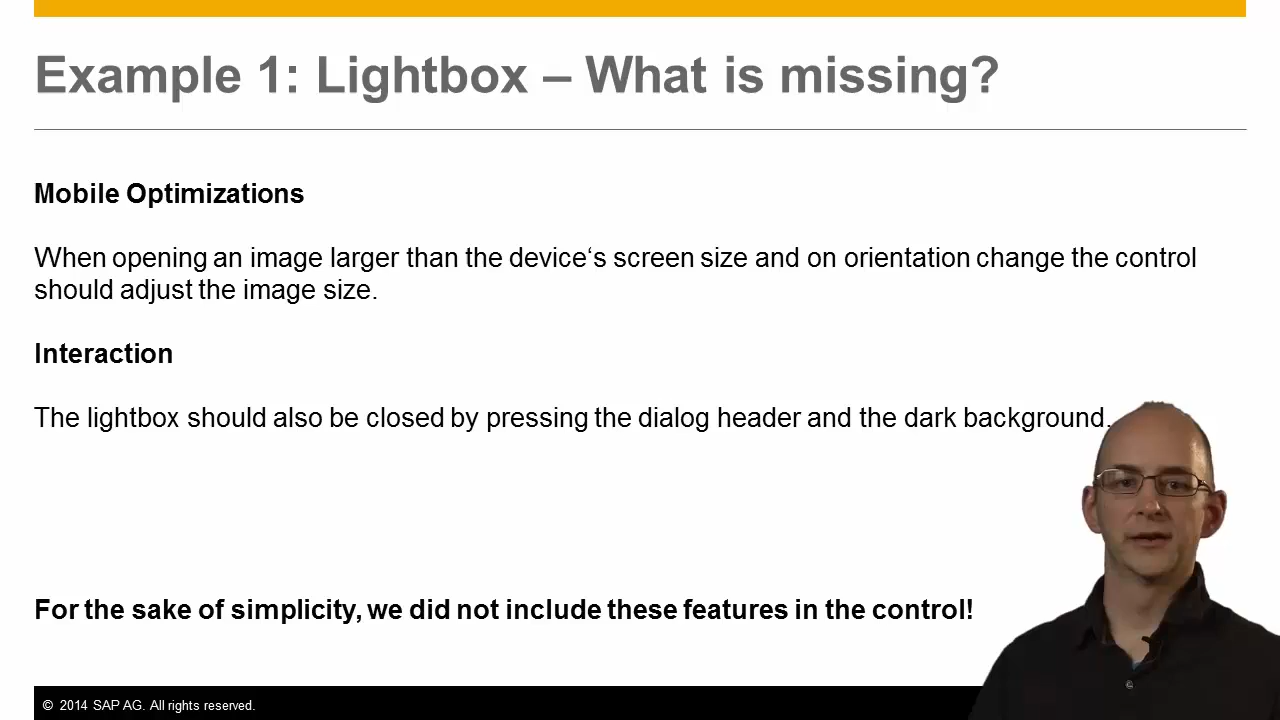 Example 1: Lightbox – What is missing?
Mobile Optimizations
When opening an image larger than the device‘s screen size and on orientation change the control
should adjust the image size.
Interaction
The lightbox should also be closed by pressing the dialog header and the dark background.
For the sake of simplicity, we did not include these features in the control!
© 2014 SAP AG. All rights reserved.